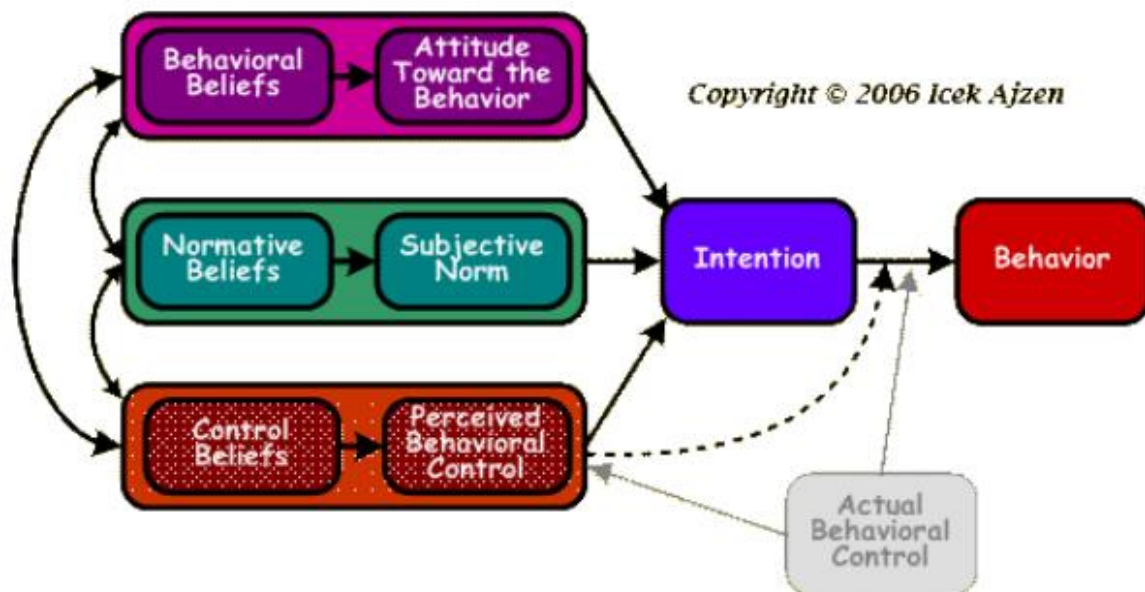 Behavioral
Beliefs
Attitude
Toward the
Behavior
Copyright © 2006 Icek Ajzen
Normative
Beliefs
Subjective
Norm
Intention
Behavior
Control
Beliefs
Perceived
Behavioral
Control
Actual
Behavioral
Control